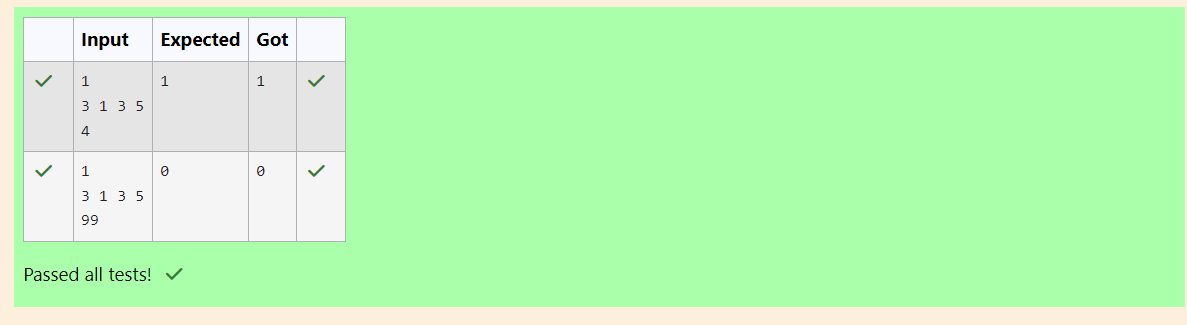 Input Expected Got
1 1 1
3 1 3 5
4
1 0 0
3 1 3 5
99
Passed all tests!